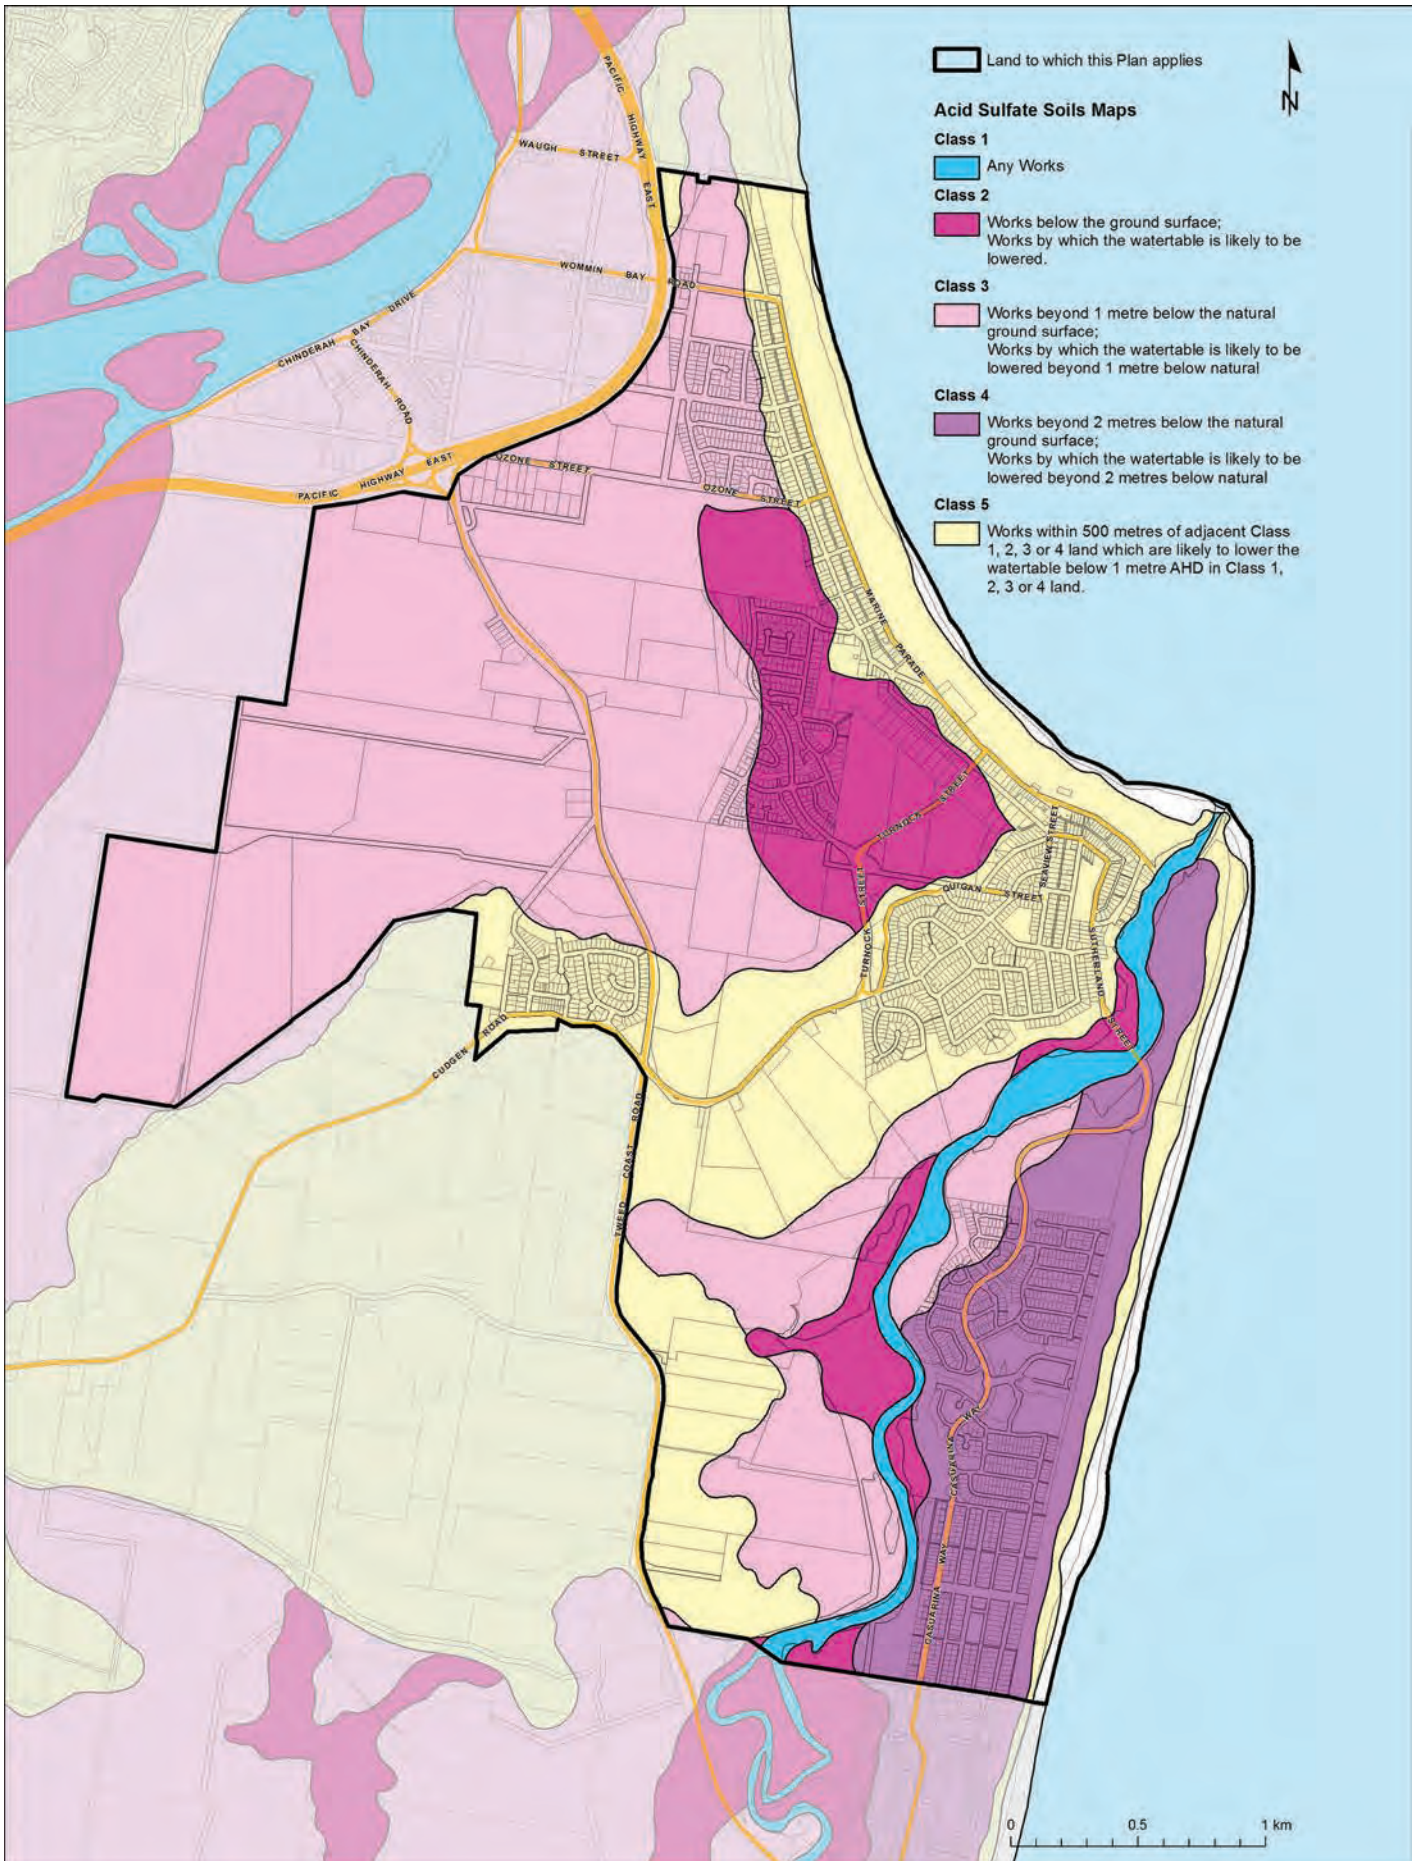 Land to which this Plan applies
N
Acid Sulfate Soils Maps
Class 1
Any Works
Class 2
Works below the ground surface;
Works by which the watertable is likely to be
lowered.
Class 3
Works beyond 1 metre below the natural
ground surface;
Works by which the watertable is likely to be
lowered beyond 1 metre below natural
Class 4
Works beyond 2 metres below the natural
ground surface;
Works by which the watertable is likely to be
lowered beyond 2 metres below natural
Class 5
Works within 500 metres of adjacent Class
1, 2, 3 or 4 land which are likely to lower the
watertable below 1 metre AHD in Class 1,
2, 3 or 4 land.
PACIFIC HIGHWAY EAST
WAUGH STREET
WOMMIN BAY ROAD
CHINDERAH BAY DRIVE
CHINDERAH ROAD
PACIFIC HIGHWAY EAST
OZONE STREET
OZONE STREET
MARINE PARADE
TURNOCK STREET
SEAVIEW STREET
QUIGAN STREET
TURNOCK STREET
SUTHERLAND STREET
CUDGEN ROAD
TWEED COAST ROAD
CASUARINA WAY
CASUARINA WAY
0 0.5 1 km